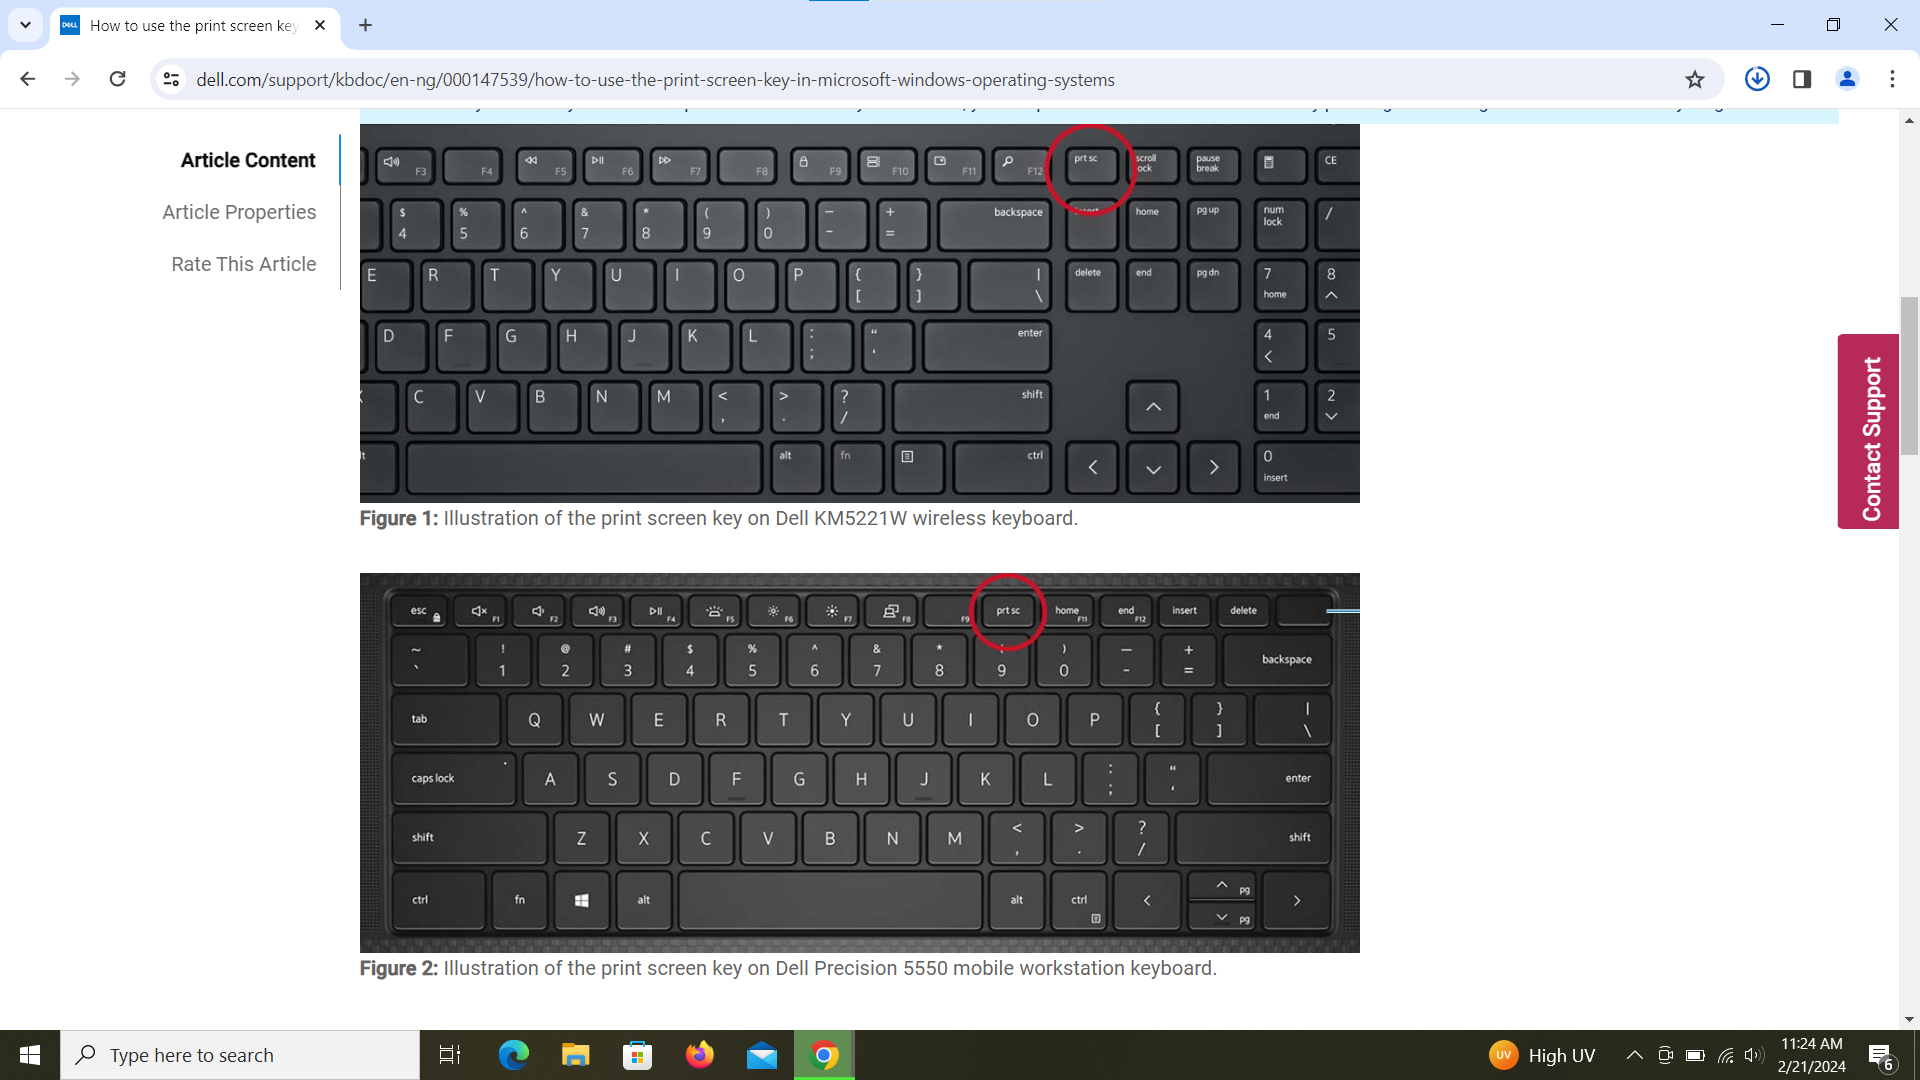 DELL How to use the print screen key
dell.com/support/kbdoc/en-ng/000147539/how-to-use-the-print-screen-key-in-microsoft-windows-operating-systems
Article Content
Article Properties
Rate This Article
F3 F4 F5 F6 F7 F8 F9 F10 F11 F12 prt sc scroll lock pause break CE
$ 4 % 5 ^ 6 & 7 * 8 ( 9 ) 0 — - + = backspace insert home pg up num lock /
E R T Y U I O P { [ } ] | \ delete end pg dn 7 home 8
D F G H J K L : ; “ ‘ enter 4 5
C V B N M < , > . ? / shift 1 end 2
alt fn ctrl 0 insert
Figure 1: Illustration of the print screen key on Dell KM5221W wireless keyboard.
esc F1 F2 F3 F4 F5 F6 F7 F8 F9 prt sc home F11 end F12 insert delete
~ ` ! 1 @ 2 # 3 $ 4 % 5 ^ 6 & 7 * 8 ( 9 ) 0 — - + = backspace
tab Q W E R T Y U I O P { [ } ] | \
caps lock A S D F G H J K L : ; “ ‘ enter
shift Z X C V B N M < , > . ? / shift
ctrl fn alt alt ctrl < pg pg >
Figure 2: Illustration of the print screen key on Dell Precision 5550 mobile workstation keyboard.
Contact Support
Type here to search
UV High UV
11:24 AM
2/21/2024
6